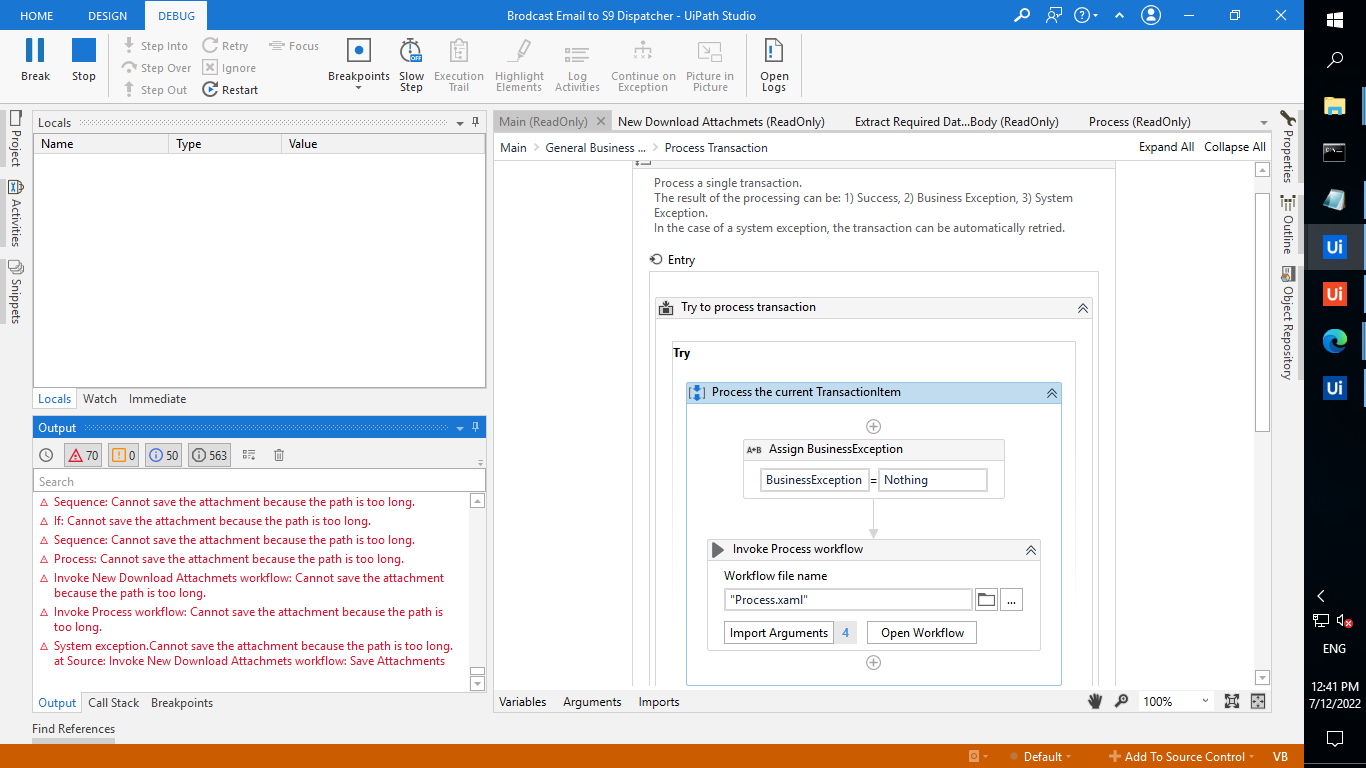 HOME DESIGN DEBUG Brodcast Email to S9 Dispatcher - UiPath Studio
Break Stop Step Into Step Over Step Out Retry Ignore Restart Focus
Breakpoints Slow Step Execution Trail Highlight Elements Log Activities Continue on Exception Picture in Picture Open Logs
Project
Activities
Snippets
Locals
Name Type Value
Locals Watch Immediate
Output
70 0 50 563
Search
Sequence: Cannot save the attachment because the path is too long.
If: Cannot save the attachment because the path is too long.
Sequence: Cannot save the attachment because the path is too long.
Process: Cannot save the attachment because the path is too long.
Invoke New Download Attachmets workflow: Cannot save the attachment
because the path is too long.
Invoke Process workflow: Cannot save the attachment because the path is
too long.
System exception.Cannot save the attachment because the path is too long.
at Source: Invoke New Download Attachmets workflow: Save Attachments
Output Call Stack Breakpoints
Find References
Main (ReadOnly) New Download Attachmets (ReadOnly) Extract Required Dat...Body (ReadOnly) Process (ReadOnly)
Main > General Business ... > Process Transaction Expand All Collapse All
Process a single transaction.
The result of the processing can be: 1) Success, 2) Business Exception, 3) System
Exception.
In the case of a system exception, the transaction can be automatically retried.
Entry
Try to process transaction
Try
Process the current TransactionItem
A+B Assign BusinessException
BusinessException = Nothing
Invoke Process workflow
Workflow file name
"Process.xaml"
Import Arguments 4 Open Workflow
Variables Arguments Imports 100%
Properties
Outline
Object Repository
Default Add To Source Control VB
Ui
Ui
Ui
ENG
12:41 PM
7/12/2022